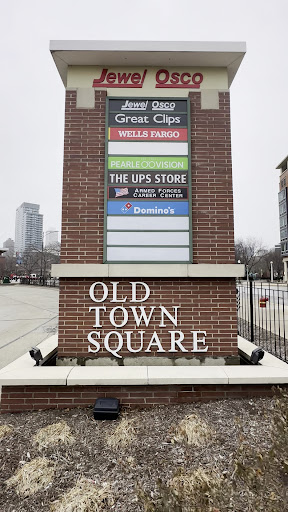 Jewel Osco
Jewel Osco
Great Clips
WELLS FARGO
PEARLE VISION
THE UPS STORE
ARMED FORCES
CAREER CENTER
Domino's
OLD
TOWN
SQUARE